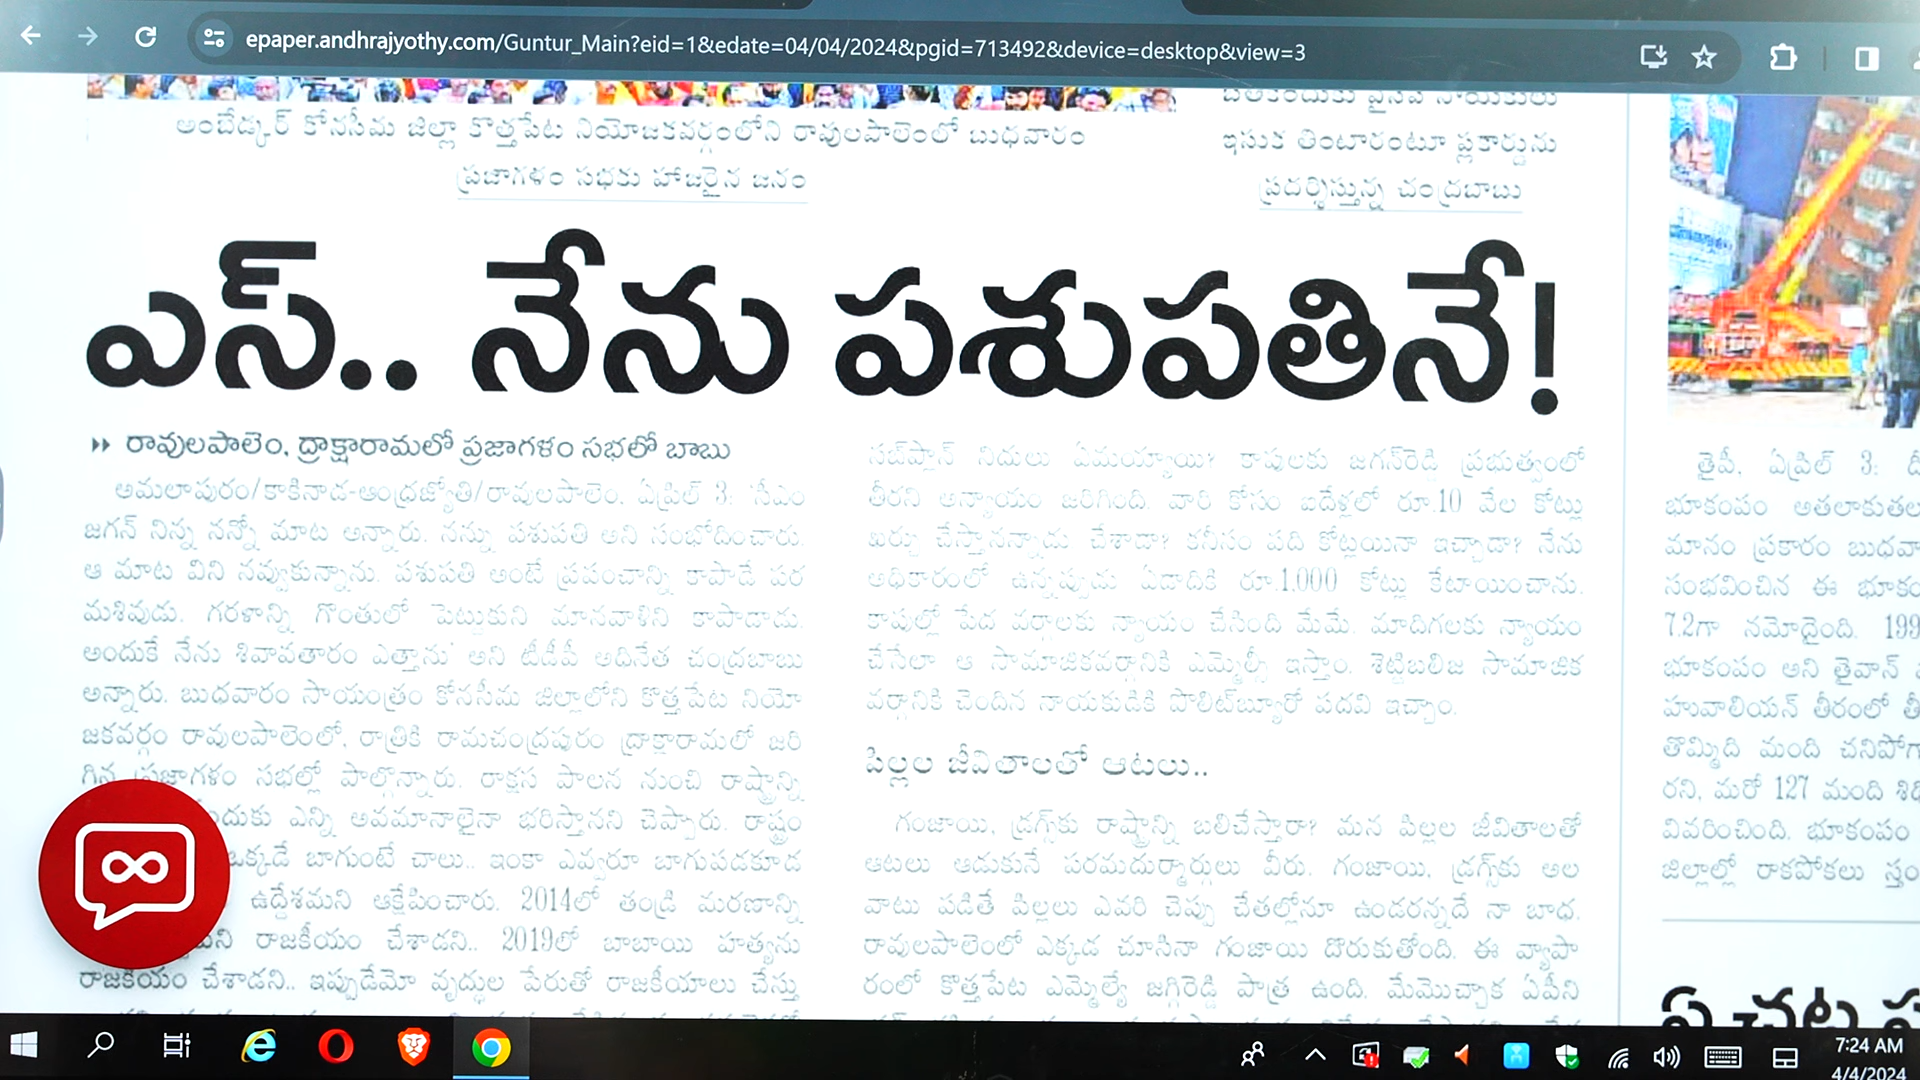 epaper.andhrajyothy.com/Guntur_Main?eid=1&edate=04/04/2024&pgid=713492&device=desktop&view=3
అంబేడ్కర్ కోనసీమ జిల్లా కొత్తపేట నియోజకవర్గంలోని రావులపాలెంలో బుధవారం
ప్రజాగళం సభకు హాజరైన జనం
ఇసుక తింటారంటూ ప్లకార్డును
ప్రదర్శిస్తున్న చంద్రబాబు
ఎస్.. నేను పశుపతినే!
రావులపాలెం, ద్రాక్షారామలో ప్రజాగళం సభలో బాబు
అమలాపురం/కాకినాడ-ఆంధ్రజ్యోతి/రావులపాలెం, ఏప్రిల్ 3: 'సీఎం
జగన్ నిన్న నన్నో మాట అన్నారు. నన్ను పశుపతి అని సంభోదించారు.
ఆ మాట విని నవ్వుకున్నాను. పశుపతి అంటే ప్రపంచాన్ని కాపాడే పర
మశివుడు. గరళాన్ని గొంతులో పెట్టుకుని మానవాళిని కాపాడాడు.
అందుకే నేను శివావతారం ఎత్తాను' అని టీడీపీ అధినేత చంద్రబాబు
అన్నారు. బుధవారం సాయంత్రం కోనసీమ జిల్లాలోని కొత్తపేట నియో
జకవర్గం రావులపాలెంలో, రాత్రికి రామచంద్రపురం ద్రాక్షారామలో జరి
గిన ప్రజాగళం సభల్లో పాల్గొన్నారు. రాక్షస పాలన నుంచి రాష్ట్రాన్ని
ఎన్ని అవమానాలైనా భరిస్తానని చెప్పారు. రాష్ట్రం
ఒక్కడే బాగుంటే చాలు.. ఇంకా ఎవ్వరూ బాగుపడకూడ
ఉద్దేశమని ఆక్షేపించారు. 2014లో తండ్రి మరణాన్ని
రాజకీయం చేశాడని.. 2019లో బాబాయి హత్యను
రాజకీయం చేశాడని.. ఇప్పుడేమో వృద్ధుల పేరుతో రాజకీయాలు చేస్తు
సబ్‌ప్లాన్ నిధులు ఏమయ్యాయి? కాపులకు జగన్‌రెడ్డి ప్రభుత్వంలో
తీరని అన్యాయం జరిగింది. వారి కోసం ఐదేళ్లలో రూ.10 వేల కోట్లు
ఖర్చు చేస్తానన్నాడు చేశాడా? కనీసం పది కోట్లయినా ఇచ్చాడా? నేను
అధికారంలో ఉన్నప్పుడు ఏడాదికి రూ.1,000 కోట్లు కేటాయించాను.
కాపుల్లో పేద వర్గాలకు న్యాయం చేసింది మేమే. మాదిగలకు న్యాయం
చేసేలా ఆ సామాజికవర్గానికి ఎమ్మెల్సీ ఇస్తాం. శెట్టిబలిజ సామాజిక
వర్గానికి చెందిన నాయకుడికి పొలిట్‌బ్యూరో పదవి ఇచ్చాం.
పిల్లల జీవితాలతో ఆటలు..
గంజాయి, డ్రగ్స్‌కు రాష్ట్రాన్ని బలిచేస్తారా? మన పిల్లల జీవితాలతో
ఆటలు ఆడుకునే పరమదుర్మార్గులు వీరు. గంజాయి, డ్రగ్స్‌కు అల
వాటు పడితే పిల్లలు ఎవరి చెప్పు చేతల్లోనూ ఉండరన్నదే నా బాధ.
రావులపాలెంలో ఎక్కడ చూసినా గంజాయి దొరుకుతోంది. ఈ వ్యాపా
రంలో కొత్తపేట ఎమ్మెల్యే జగ్గిరెడ్డి పాత్ర ఉంది. మేమొచ్చాక ఏపీని
తైపీ, ఏప్రిల్ 3:
భూకంపం అతలాకుతల
మానం ప్రకారం బుధవా
సంభవించిన ఈ భూకం
7.2గా నమోదైంది. 199
భూకంపం అని తైవాన్
హువాలియన్ తీరంలో తీ
తొమ్మిది మంది చనిపోగా
రని, మరో 127 మంది శిథి
వివరించింది. భూకంపం
జిల్లాల్లో రాకపోకలు స్తం
7:24 AM
4/4/2024